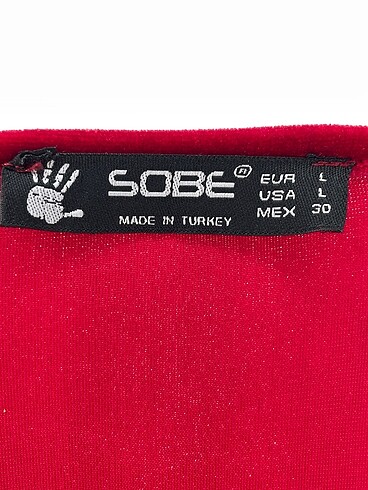 SOBE®
MADE IN TURKEY
EUR L
USA L
MEX 30